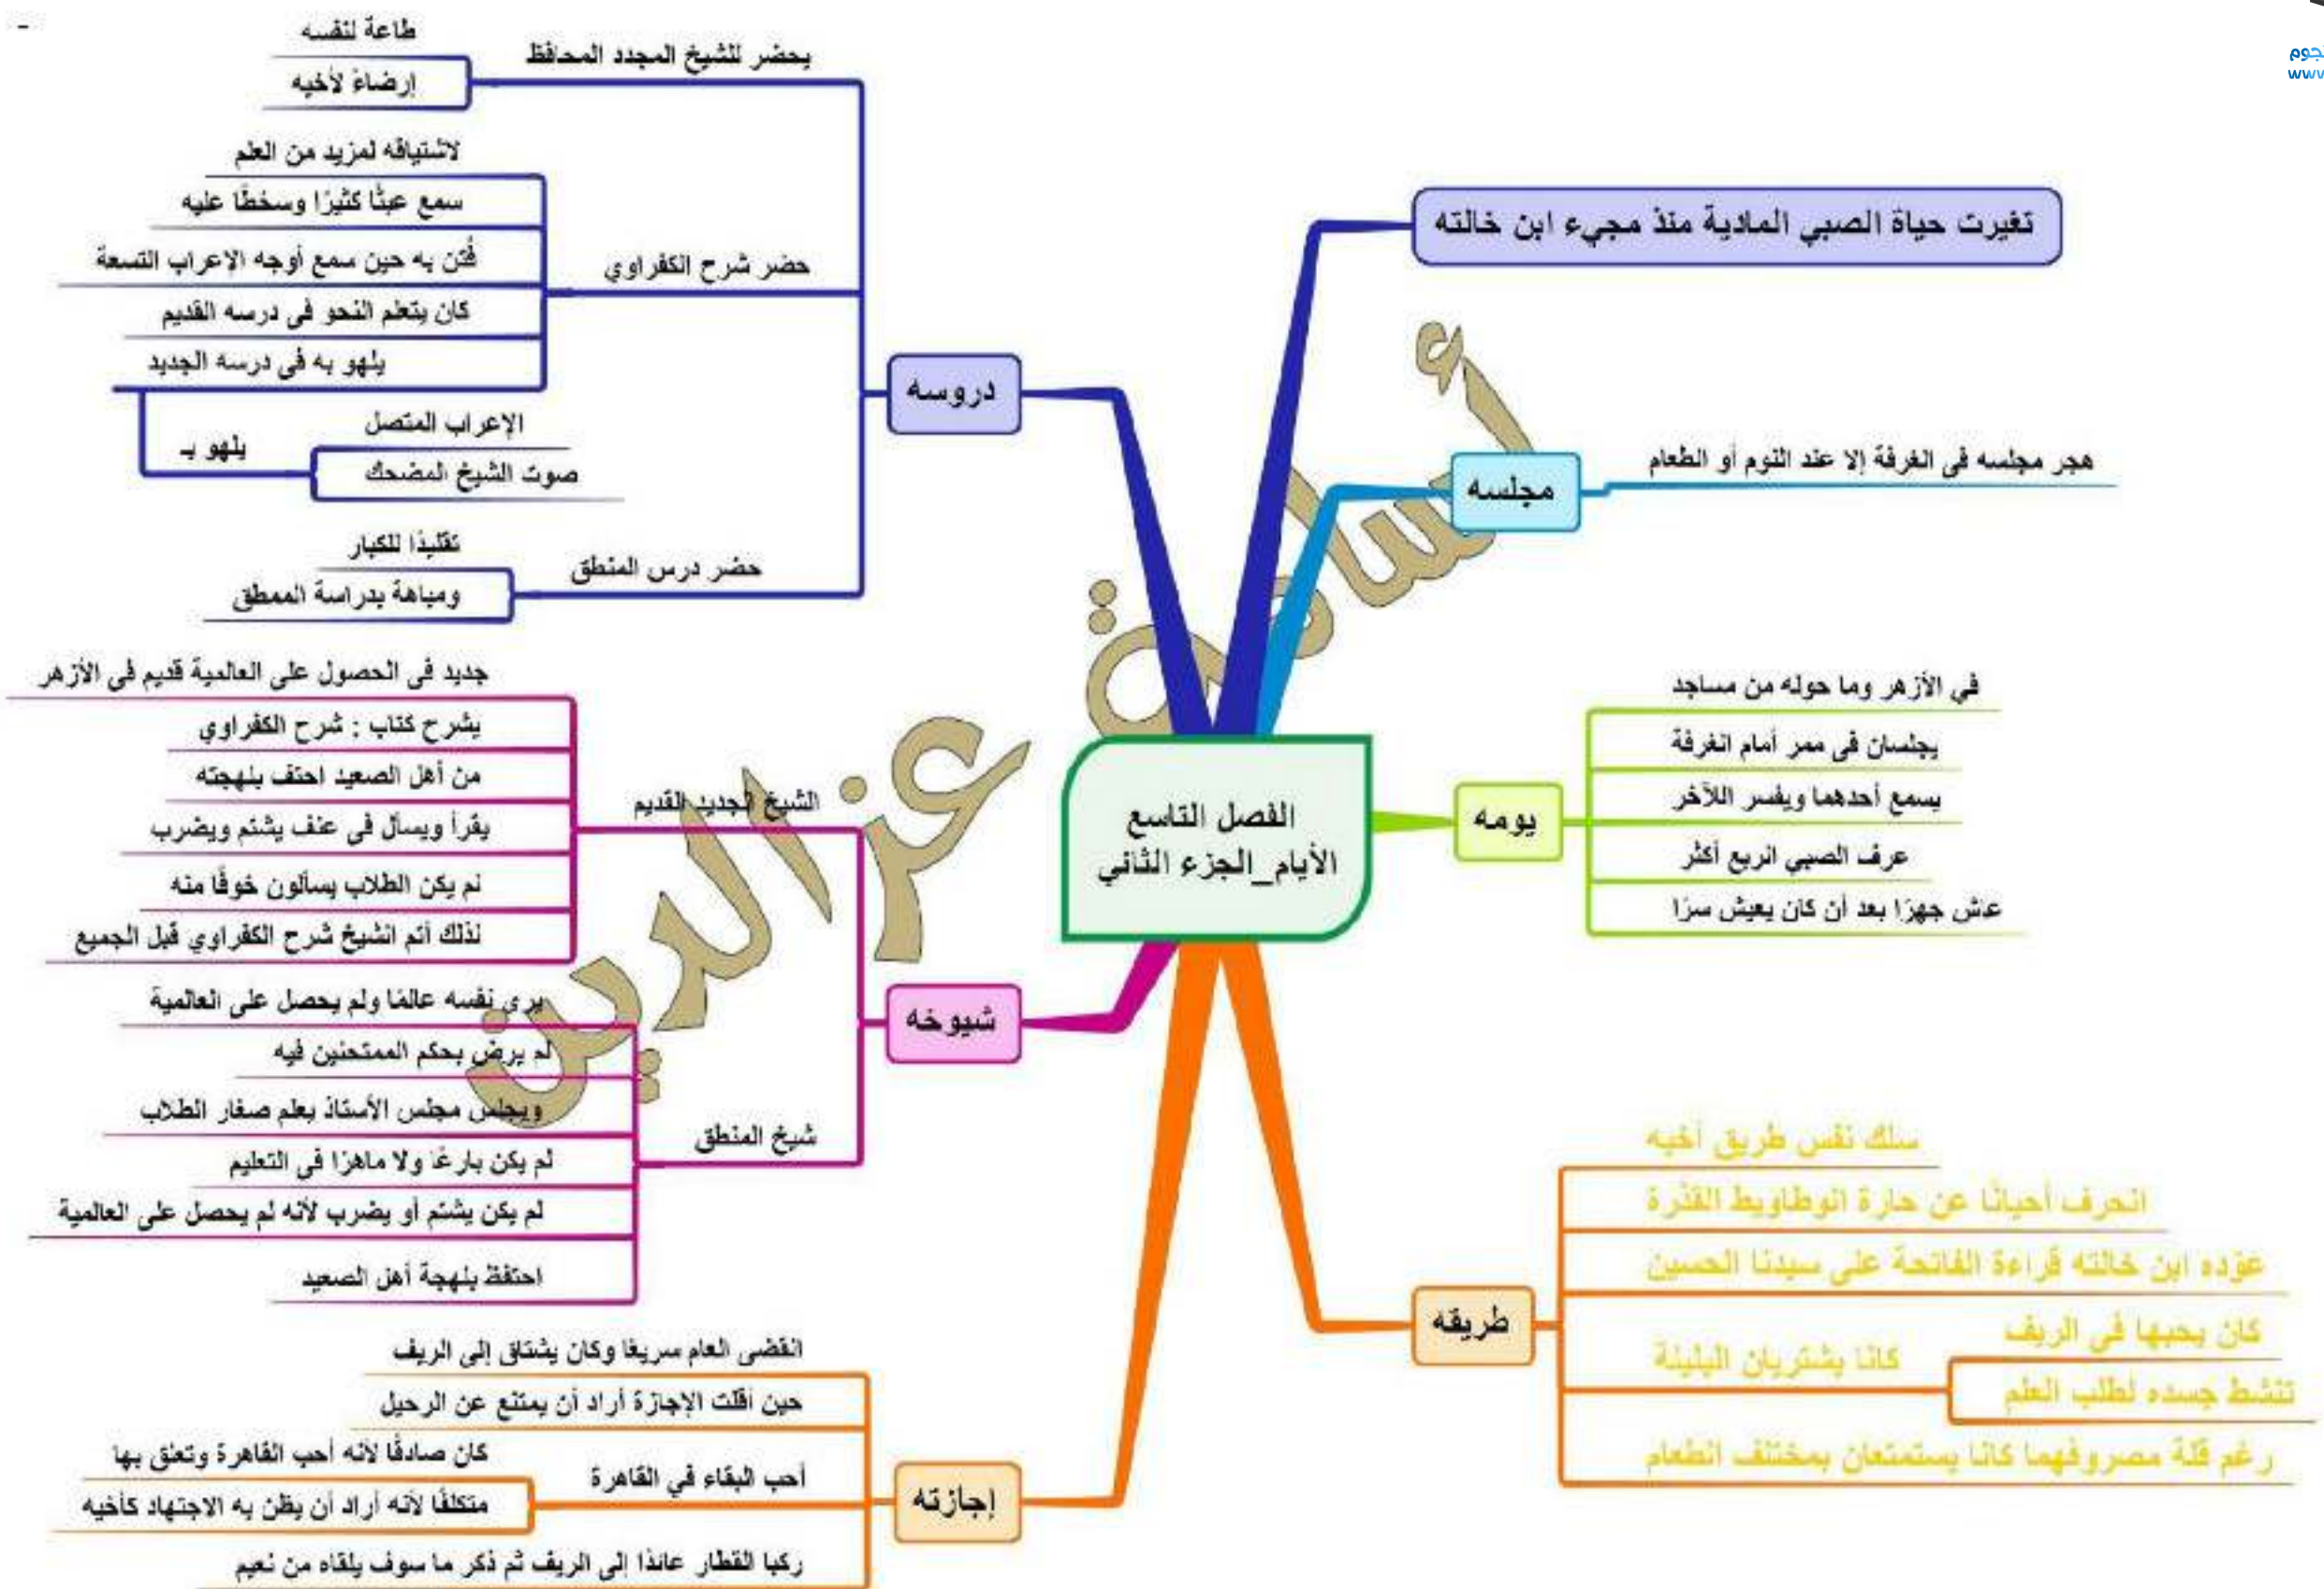 الفصل التاسع
الأيام_الجزء الثاني
تغيرت حياة الصبي المادية منذ مجيء ابن خالته
مجلسه
هجر مجلسه في الغرفة إلا عند النوم أو الطعام
يومه
في الأزهر وما حوله من مساجد
يجلسان في ممر أمام الغرفة
يسمع أحدهما ويفسر اللآخر
عرف الصبي الربع أكثر
عاش جهرًا بعد أن كان يعيش سرًا
طريقه
سلك نفس طريق أخيه
انحرف أحيانًا عن حارة الوطاويط القذرة
عوّده ابن خالته قراءة الفاتحة على سيدنا الحسين
كانا يشتريان البليلة
كان يحبها في الريف
تنشط جسده لطلب العلم
رغم قلة مصروفهما كانا يستمتعان بمختلف الطعام
دروسه
يحضر للشيخ المجدد المحافظ
طاعة لنفسه
إرضاءً لأخيه
حضر شرح الكفراوي
لاشتياقه لمزيد من العلم
سمع عبثًا كثيرًا وسخطًا عليه
فُتن به حين سمع أوجه الاعراب التسعة
كان يتعلم النحو في درسه القديم
يلهو به في درسه الجديد
يلهو بـ
الإعراب المتصل
صوت الشيخ المضحك
حضر درس المنطق
تقليدًا للكبار
ومباهة بدراسة الممطق
شيوخه
الشيخ الجديد القديم
جديد في الحصول على العالمية قديم في الأزهر
يشرح كتاب : شرح الكفراوي
من أهل الصعيد احتف بلهجته
يقرأ ويسأل في عنف يشتم ويضرب
لم يكن الطلاب يسألون خوفًا منه
لذلك أتم الشيخ شرح الكفراوي قبل الجميع
شيخ المنطق
يرى نفسه عالمًا ولم يحصل على العالمية
لم يرض بحكم الممتحنين فيه
ويجلس مجلس الأستاذ يعلم صغار الطلاب
لم يكن بارعًا ولا ماهرًا في التعليم
لم يكن يشتم أو يضرب لأنه لم يحصل على العالمية
احتفظ بلهجة أهل الصعيد
إجازته
انقضى العام سريعًا وكان يشتاق إلى الريف
حين أقلت الإجازة أراد أن يمتنع عن الرحيل
أحب البقاء في القاهرة
كان صادقًا لأنه أحب القاهرة وتعلق بها
متكلفًا لأنه أراد أن يظن به الاجتهاد كأخيه
ركبا القطار عائدًا إلى الريف ثم ذكر ما سوف يلقاه من نعيم
أسامة عز الدين
www